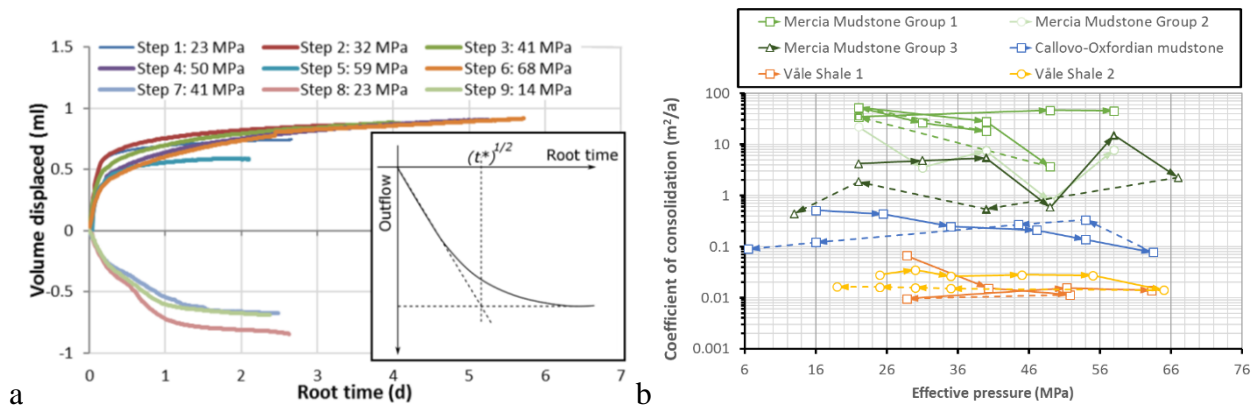 1.5
1
0.5
0
-0.5
-1
Volume displaced (ml)
Step 1: 23 MPa Step 2: 32 MPa Step 3: 41 MPa
Step 4: 50 MPa Step 5: 59 MPa Step 6: 68 MPa
Step 7: 41 MPa Step 8: 23 MPa Step 9: 14 MPa
(t*)1/2 Root time
Outflow
0 1 2 3 4 5 6 7
Root time (d)
a
Mercia Mudstone Group 1 Mercia Mudstone Group 2
Mercia Mudstone Group 3 Callovo-Oxfordian mudstone
Våle Shale 1 Våle Shale 2
100
10
1
0.1
0.01
0.001
Coefficient of consolidation (m²/a)
6 16 26 36 46 56 66 76
Effective pressure (MPa)
b